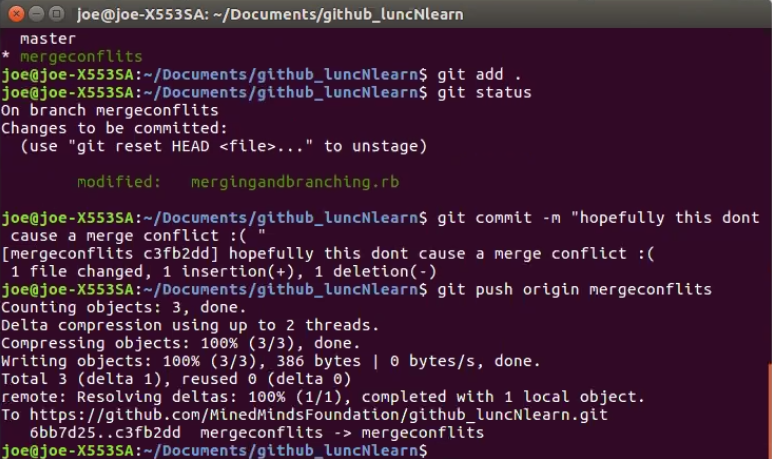 joe@joe-X553SA: ~/Documents/github_luncNlearn
master
* mergeconflits
joe@joe-X553SA:~/Documents/github_luncNlearn$ git add .
joe@joe-X553SA:~/Documents/github_luncNlearn$ git status
On branch mergeconflits
Changes to be committed:
(use "git reset HEAD <file>..." to unstage)
modified:   mergingandbranching.rb
joe@joe-X553SA:~/Documents/github_luncNlearn$ git commit -m "hopefully this dont
cause a merge conflict :( "
[mergeconflits c3fb2dd] hopefully this dont cause a merge conflict :(
1 file changed, 1 insertion(+), 1 deletion(-)
joe@joe-X553SA:~/Documents/github_luncNlearn$ git push origin mergeconflits
Counting objects: 3, done.
Delta compression using up to 2 threads.
Compressing objects: 100% (3/3), done.
Writing objects: 100% (3/3), 386 bytes | 0 bytes/s, done.
Total 3 (delta 1), reused 0 (delta 0)
remote: Resolving deltas: 100% (1/1), completed with 1 local object.
To https://github.com/MinedMindsFoundation/github_luncNlearn.git
6bb7d25..c3fb2dd  mergeconflits -> mergeconflits
joe@joe-X553SA:~/Documents/github_luncNlearn$